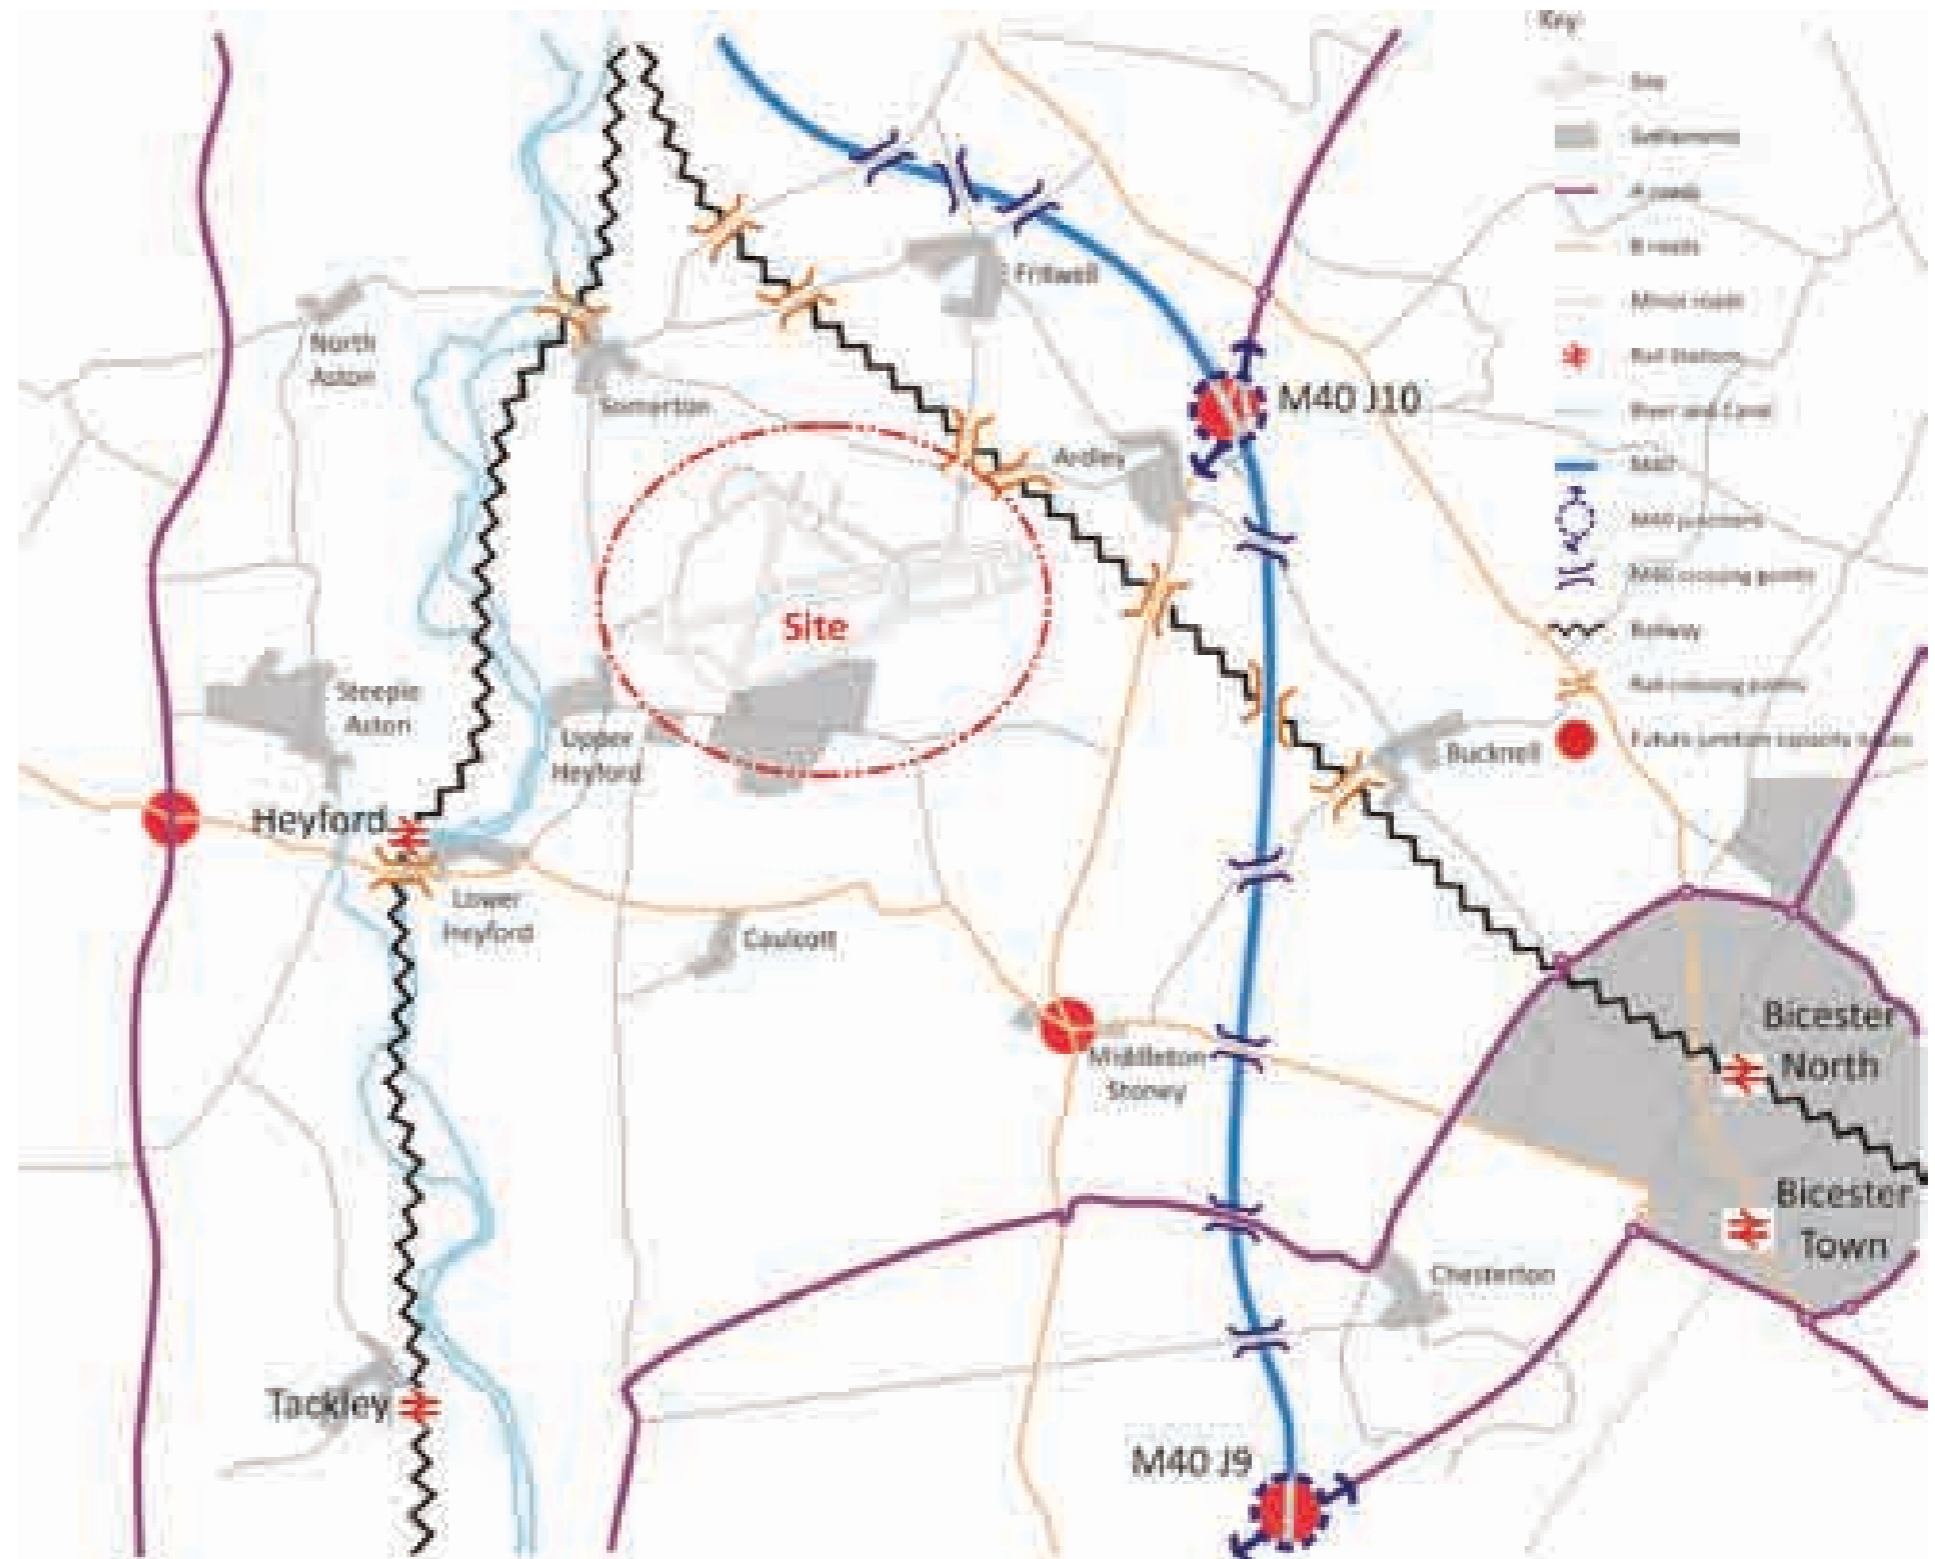 Key
Site
Settlements
A roads
B roads
Minor roads
Rail Stations
River and Canal
M40
M40 junctions
M40 crossing points
Railway
Rail crossing points
Future junction capacity issues
Fritwell
North
Aston
Somerton
M40 J10
Ardley
Site
Steeple
Aston
Upper
Heyford
Bucknell
Heyford
Lower
Heyford
Caulcott
Middleton
Stoney
Bicester
North
Bicester
Town
Chesterton
Tackley
M40 J9